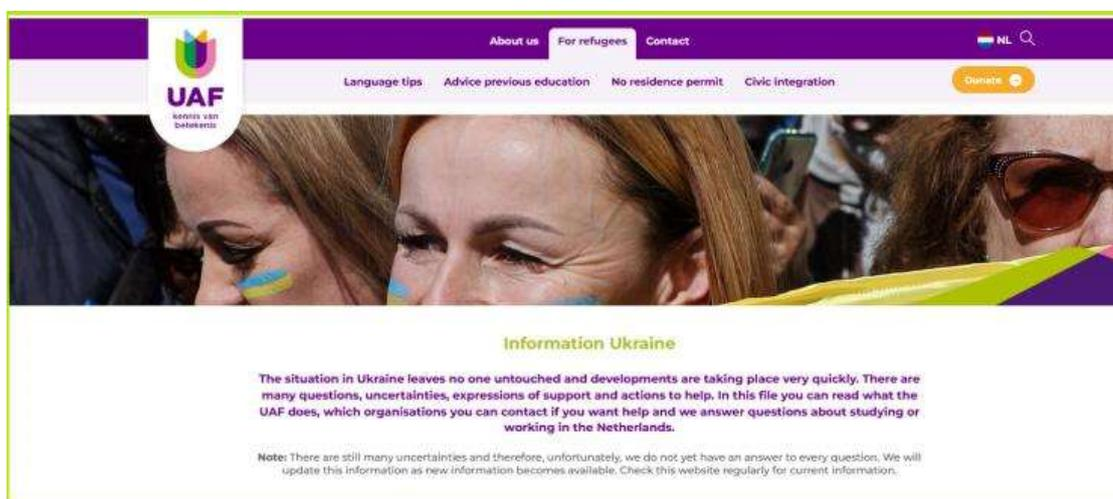 About us For refugees Contact NL
Language tips Advice previous education No residence permit Civic integration Donate
UAF
kennis van
betekenis
Information Ukraine
The situation in Ukraine leaves no one untouched and developments are taking place very quickly. There are
many questions, uncertainties, expressions of support and actions to help. In this file you can read what the
UAF does, which organisations you can contact if you want help and we answer questions about studying or
working in the Netherlands.
Note: There are still many uncertainties and therefore, unfortunately, we do not yet have an answer to every question. We will
update this information as new information becomes available. Check this website regularly for current information.